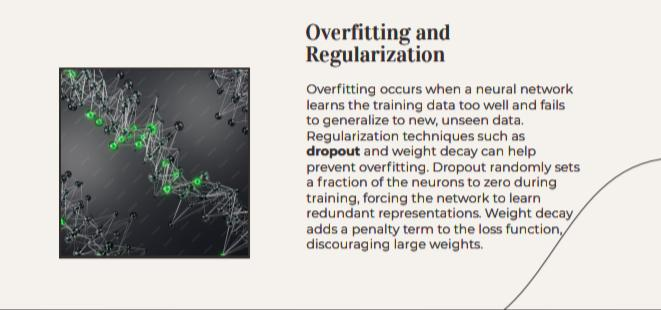 Overfitting and
Regularization
Overfitting occurs when a neural network
learns the training data too well and fails
to generalize to new, unseen data.
Regularization techniques such as
dropout and weight decay can help
prevent overfitting. Dropout randomly sets
a fraction of the neurons to zero during
training, forcing the network to learn
redundant representations. Weight decay
adds a penalty term to the loss function,
discouraging large weights.